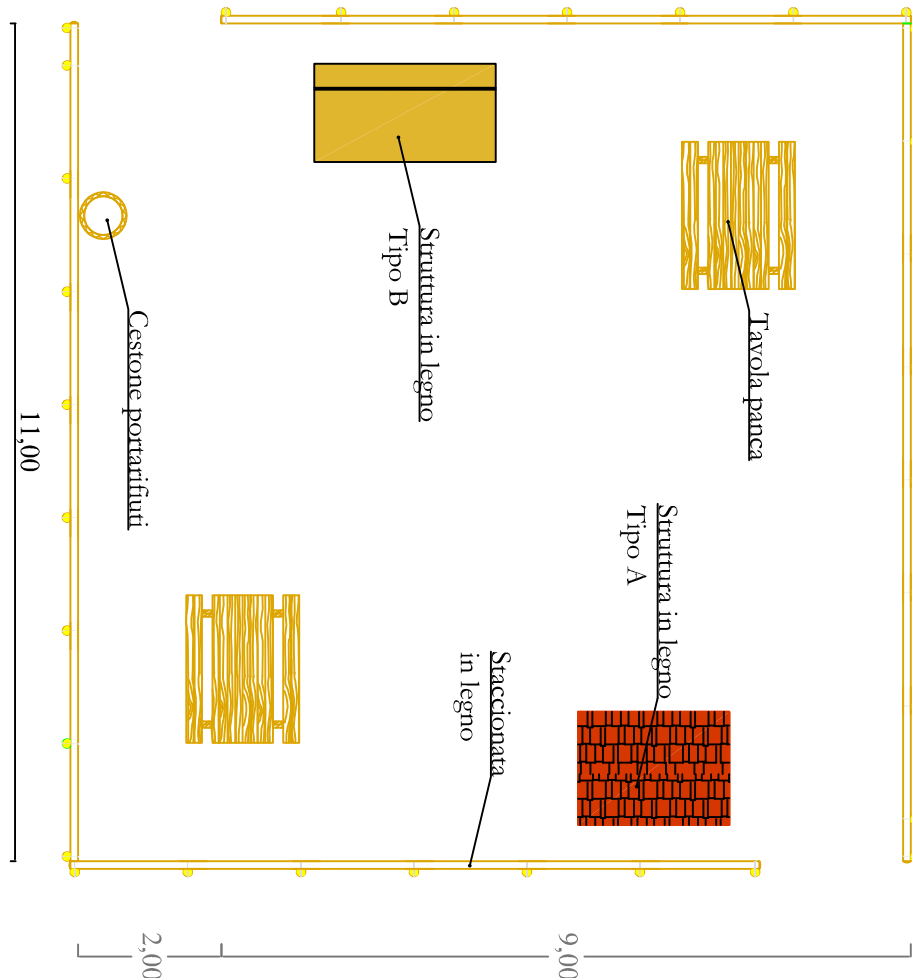 Struttura in legno
Tipo B
Tavola panca
Cestone portarifiuti
Struttura in legno
Tipo A
Staccionata
in legno
11,00
2,00
9,00